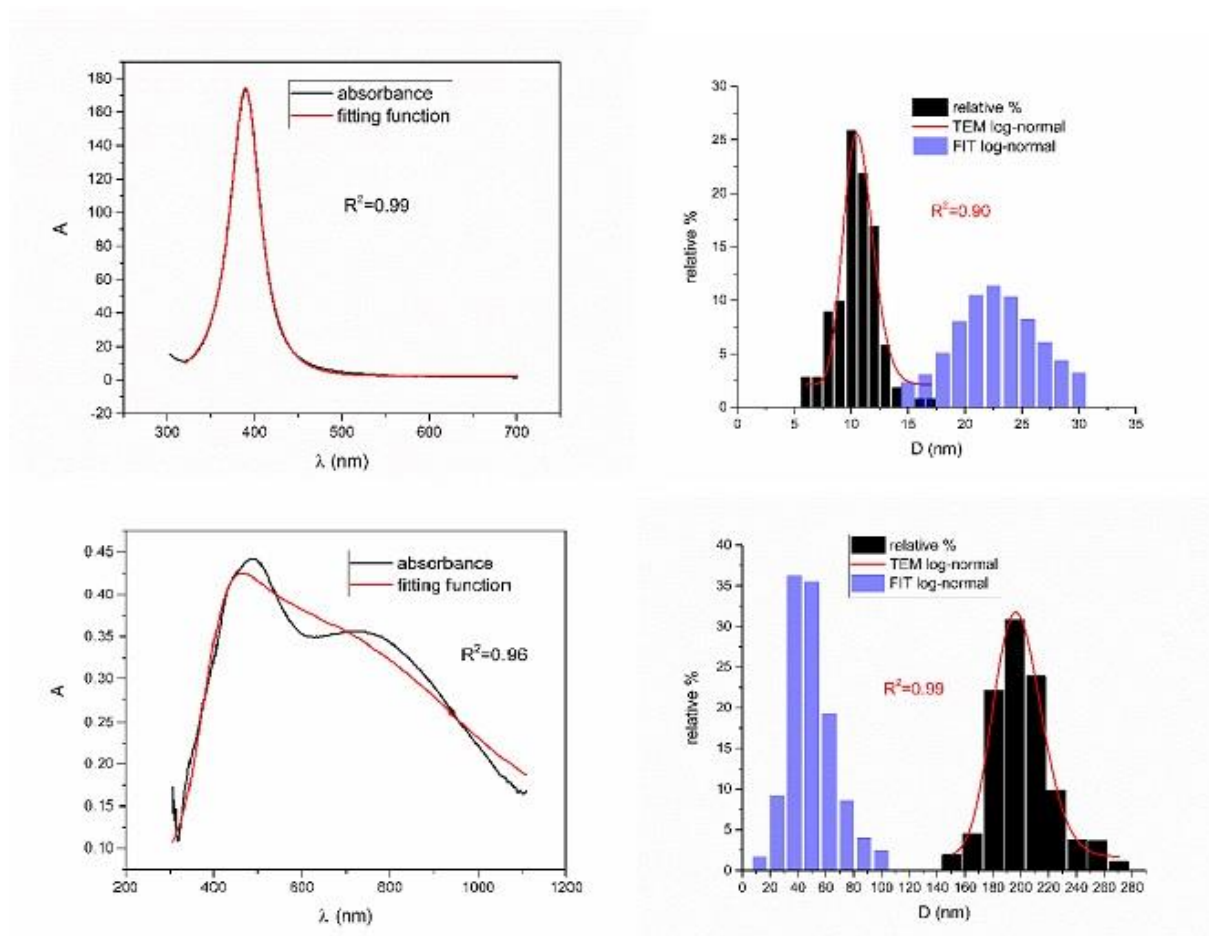 180
160
140
120
100
80
60
40
20
0
-20
A
absorbance
fitting function
R²=0.99
300
400
500
600
700
λ (nm)
30
25
20
15
10
5
0
relative %
relative %
TEM log-normal
FIT log-normal
R²=0.90
0
5
10
15
20
25
30
35
D (nm)
0.45
0.40
0.35
0.30
0.25
0.20
0.15
0.10
A
absorbance
fitting function
R²=0.96
200
400
600
800
1000
1200
λ (nm)
40
35
30
25
20
15
10
5
0
relative %
relative %
TEM log-normal
FIT log-normal
R²=0.99
0 20 40 60 80 100 120 140 160 180 200 220 240 260 280
D (nm)